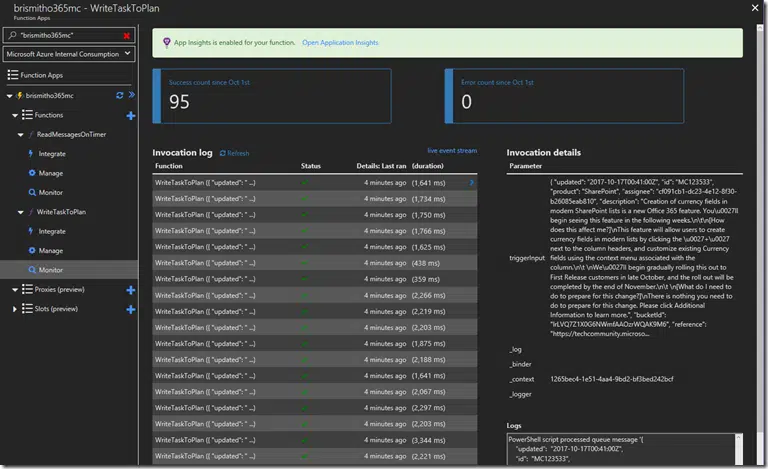 brismitho365mc - WriteTaskToPlan
Function Apps
"brismitho365mc"
Microsoft Azure Internal Consumption
Function Apps
brismitho365mc
Functions
ReadMessagesOnTimer
Integrate
Manage
Monitor
WriteTaskToPlan
Integrate
Manage
Monitor
Proxies (preview)
Slots (preview)
App Insights is enabled for your function. Open Application Insights
Success count since Oct 1st
95
Error count since Oct 1st
0
Invocation log Refresh live event stream
Function Status Details: Last ran (duration)
WriteTaskToPlan ({ "updated": " ...) 4 minutes ago (1,641 ms)
WriteTaskToPlan ({ "updated": " ...) 4 minutes ago (1,734 ms)
WriteTaskToPlan ({ "updated": " ...) 4 minutes ago (1,750 ms)
WriteTaskToPlan ({ "updated": " ...) 4 minutes ago (1,766 ms)
WriteTaskToPlan ({ "updated": " ...) 4 minutes ago (1,625 ms)
WriteTaskToPlan ({ "updated": " ...) 4 minutes ago (438 ms)
WriteTaskToPlan ({ "updated": " ...) 4 minutes ago (359 ms)
WriteTaskToPlan ({ "updated": " ...) 4 minutes ago (2,266 ms)
WriteTaskToPlan ({ "updated": " ...) 4 minutes ago (2,219 ms)
WriteTaskToPlan ({ "updated": " ...) 4 minutes ago (2,203 ms)
WriteTaskToPlan ({ "updated": " ...) 4 minutes ago (1,875 ms)
WriteTaskToPlan ({ "updated": " ...) 4 minutes ago (2,188 ms)
WriteTaskToPlan ({ "updated": " ...) 4 minutes ago (1,641 ms)
WriteTaskToPlan ({ "updated": " ...) 4 minutes ago (2,067 ms)
WriteTaskToPlan ({ "updated": " ...) 4 minutes ago (2,297 ms)
WriteTaskToPlan ({ "updated": " ...) 4 minutes ago (2,203 ms)
WriteTaskToPlan ({ "updated": " ...) 4 minutes ago (3,344 ms)
WriteTaskToPlan ({ "updated": " ...) 4 minutes ago (2,221 ms)
Invocation details
Parameter
{ "updated": "2017-10-17T00:41:00Z", "id": "MC123533",
"product": "SharePoint", "assignee": "cf091cb1-dc23-4e12-8f30-
b26085eab810", "description": "Creation of currency fields in
modern SharePoint lists is a new Office 365 feature. You\u0027ll
begin seeing this feature in the following weeks.\n\t\n[How
does this affect me?]\nThis feature will allow users to create
currency fields in modern lists by clicking the \u0027+\u0027
next to the column headers, and customize existing Currency
triggerInput fields using the context menu associated with the
column.\n\t \nWe\u0027ll begin gradually rolling this out to
First Release customers in late October, and the roll out will be
completed by the end of November.\n\t \n[What do I need to
do to prepare for this change?]\nThere is nothing you need to
do to prepare for this change. Please click Additional
Information to learn more.", "bucketId":
"IrLVQ7Z1X0G6NWmfAAOzrWQAK9M6", "reference":
"https://techcommunity.microso...
_log
_binder
_context 1265bec4-1e51-4aa4-9bd2-bf3bed242bcf
_logger
Logs
PowerShell script processed queue message '{
"updated": "2017-10-17T00:41:00Z",
"id": "MC123533",